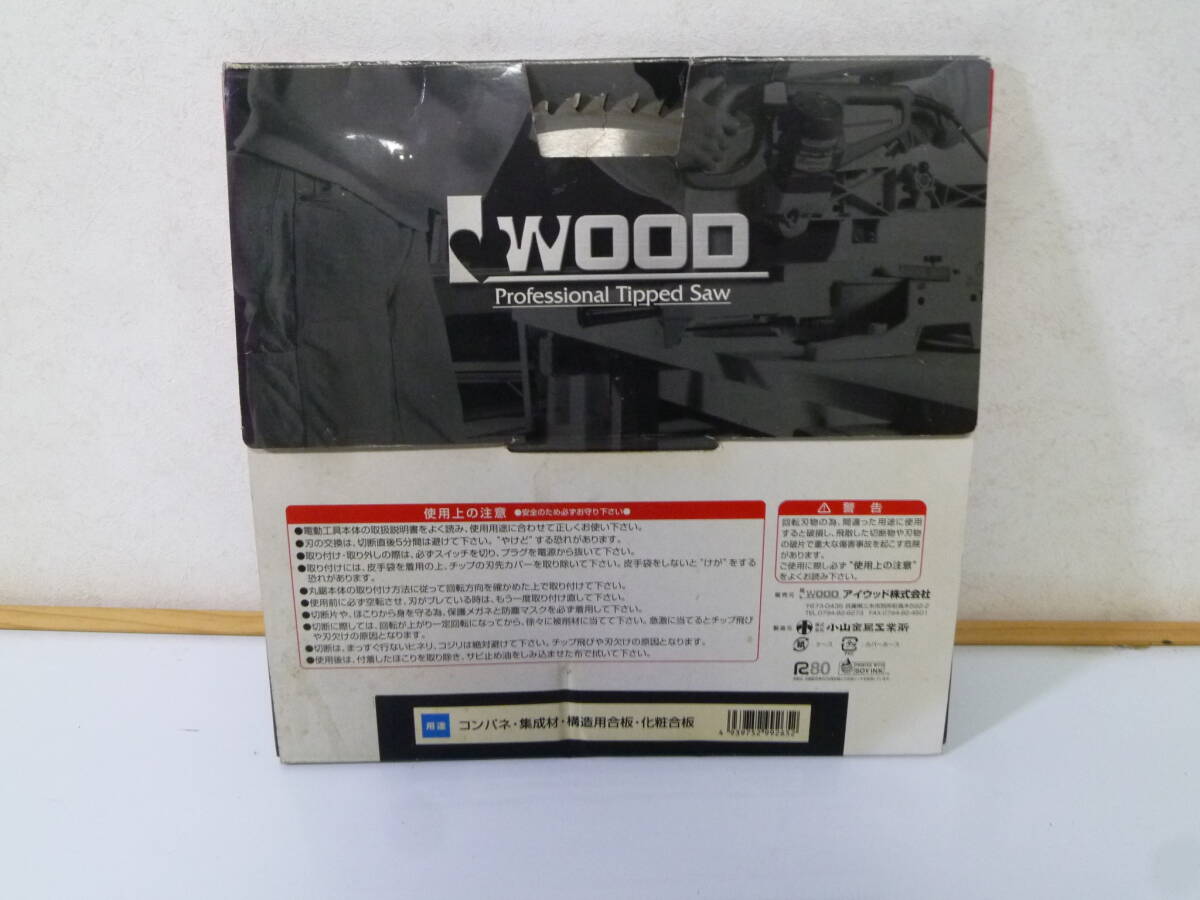 WOOD
Professional Tipped Saw
使用上の注意 ●安全のため必ずお守り下さい●
●電動工具本体の取扱説明書をよく読み、使用用途に合わせて正しくお使い下さい。
●刃の交換は、切断直後5分間は避けて下さい。"やけど"する恐れがあります。
●取り付け・取り外しの際は、必ずスイッチを切り、プラグを電源から抜いて下さい。
●取り付けには、皮手袋を着用の上、チップの刃先カバーを取り除いて下さい。皮手袋をしないと"けが"をする
恐れがあります。
●丸鋸本体の取り付け方法に従って回転方向を確かめた上で取り付けて下さい。
●使用前に必ず空転させ、刃がブレている時は、もう一度取り付け直して下さい。
●切断片や、ほこりから身を守る為、保護メガネと防塵マスクを必ず着用して下さい。
●切断に際しては、回転が上がり一定回転になってから、徐々に被削材に当て下さい。急激に当てるとチップ飛び
や刃欠けの原因となります。
●切断は、まっすぐ行ないヒネリ、コジリは絶対避けて下さい。チップ飛びや刃欠けの原因となります。
●使用後は、付着したほこりを取り除き、サビ止め油をしみ込ませた布で拭いて下さい。
⚠ 警告
回転刃物の為、間違った用途に使用
すると破損し、飛散した切断物や刃物
の破片で重大な傷害事故を起こす危険
があります。
ご使用に際し必ず"使用上の注意"
をよくお読み下さい。
販売元 WOOD アイウッド株式会社
製造元 株式会社 小山金属工業所
紙 ケース
R80
PRINTED WITH SOY INK
用途 コンパネ・集成材・構造用合板・化粧合板
4 939752 992652